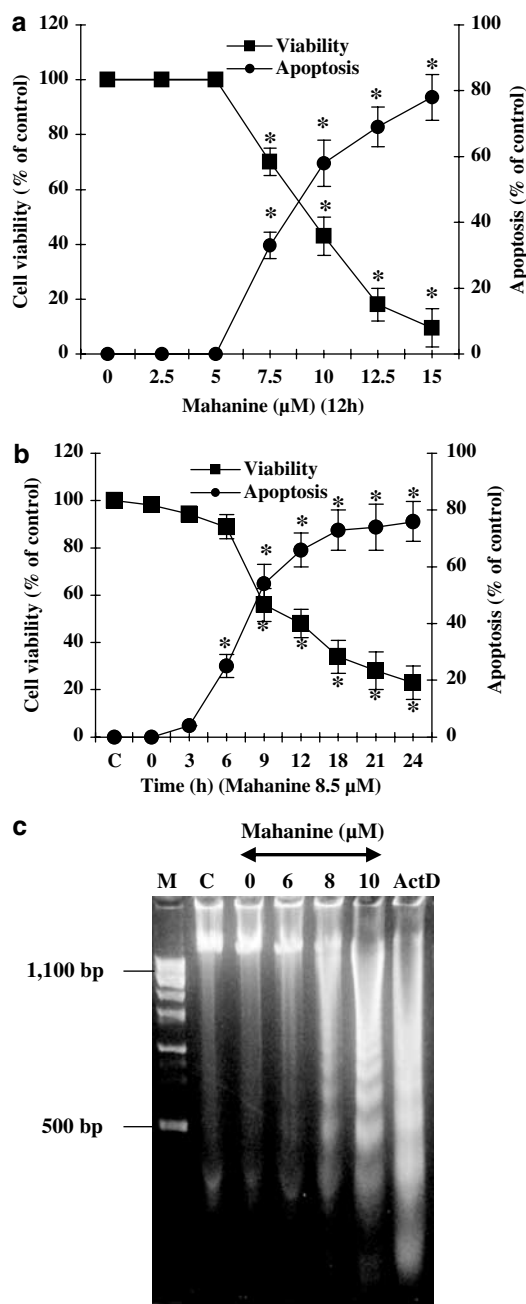 a
Viability
Apoptosis
Cell viability (% of control)
120
100
80
60
40
20
0
* * * *
* * * *
100
80
60
40
20
0
Apoptosis (% of control)
0 2.5 5 7.5 10 12.5 15
Mahanine (µM) (12h)
b
Viability
Apoptosis
Cell viability (% of control)
120
100
80
60
40
20
0
* * * * * * *
* * * * * *
100
80
60
40
20
0
Apoptosis (% of control)
C 0 3 6 9 12 18 21 24
Time (h) (Mahanine 8.5 µM)
c
Mahanine (µM)
M C 0 6 8 10 ActD
1,100 bp
500 bp